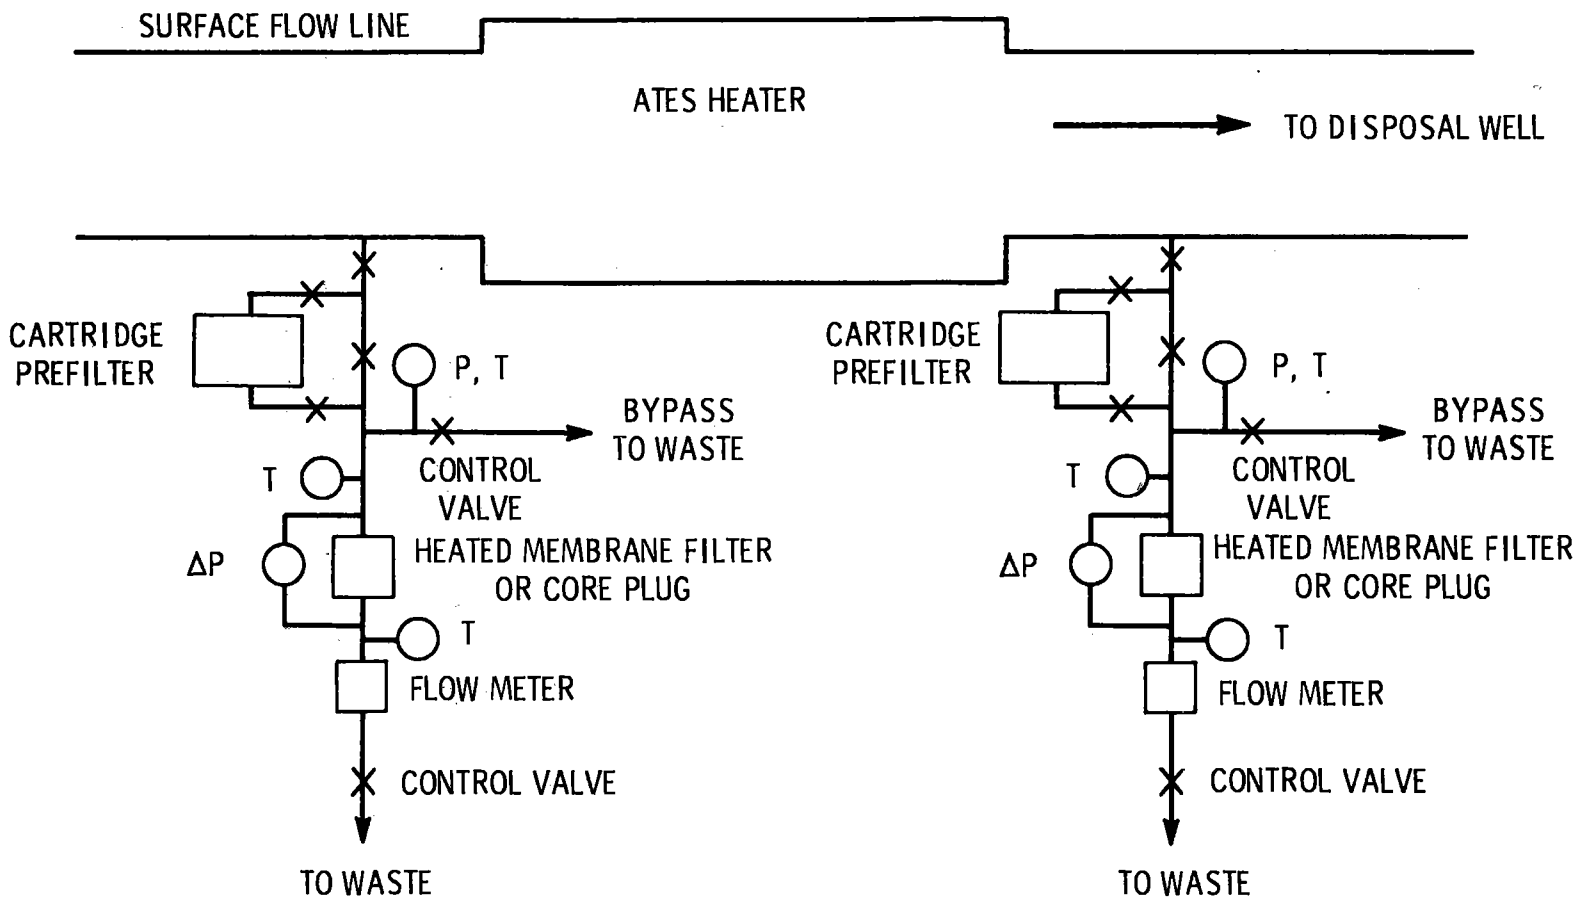 SURFACE FLOW LINE
ATES HEATER
TO DISPOSAL WELL
CARTRIDGE
PREFILTER
P, T
BYPASS
TO WASTE
CONTROL
VALVE
T
ΔP
HEATED MEMBRANE FILTER
OR CORE PLUG
T
FLOW METER
CONTROL VALVE
TO WASTE
CARTRIDGE
PREFILTER
P, T
BYPASS
TO WASTE
CONTROL
VALVE
T
ΔP
HEATED MEMBRANE FILTER
OR CORE PLUG
T
FLOW METER
CONTROL VALVE
TO WASTE